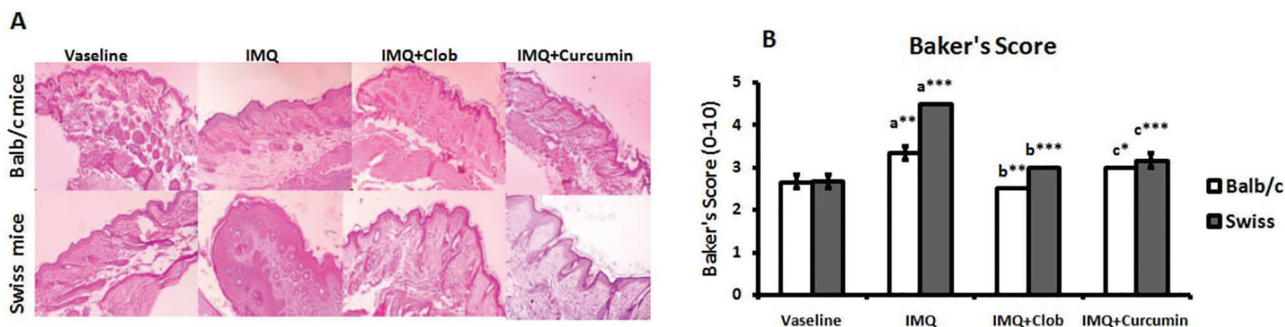 A
Vaseline IMQ IMQ+Clob IMQ+Curcumin
Balb/cmice
Swiss mice
B
Baker's Score
Baker's Score (0-10)
5
4
3
2
1
0
a**
a***
b**
b***
c*
c***
Vaseline IMQ IMQ+Clob IMQ+Curcumin
Balb/c
Swiss